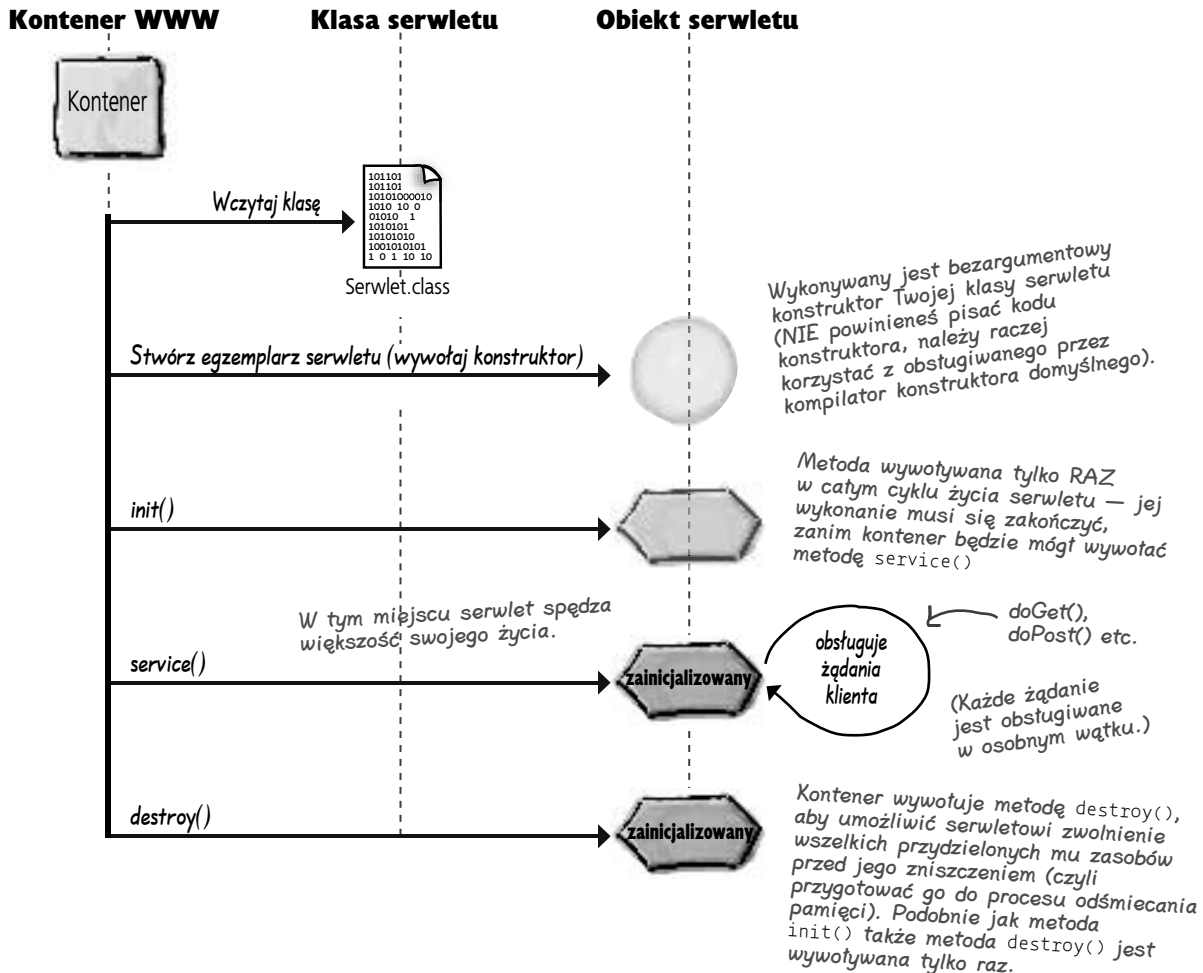 Kontener WWW
Klasa serwletu
Obiekt serwletu
Kontener
Wczytaj klasę
101101
101101
10101000010
1010 10 0
01010 1
1010101
10101010
1001010101
1 0 1 10 10
Serwlet.class
Stwórz egzemplarz serwletu (wywołaj konstruktor)
Wykonywany jest bezargumentowy
konstruktor Twojej klasy serwletu
(NIE powinieneś pisać kodu
konstruktora, należy raczej
korzystać z obsługiwanego przez
kompilator konstruktora domyślnego).
init()
Metoda wywoływana tylko RAZ
w całym cyklu życia serwletu — jej
wykonanie musi się zakończyć,
zanim kontener będzie mógł wywołać
metodę service()
W tym miejscu serwlet spędza
większość swojego życia.
service()
zainicjalizowany
obsługuje
żądania
klienta
doGet(),
doPost() etc.
(Każde żądanie
jest obsługiwane
w osobnym wątku.)
destroy()
zainicjalizowany
Kontener wywołuje metodę destroy(),
aby umożliwić serwletowi zwolnienie
wszelkich przydzielonych mu zasobów
przed jego zniszczeniem (czyli
przygotować go do procesu odśmiecania
pamięci). Podobnie jak metoda
init() także metoda destroy() jest
wywoływana tylko raz.